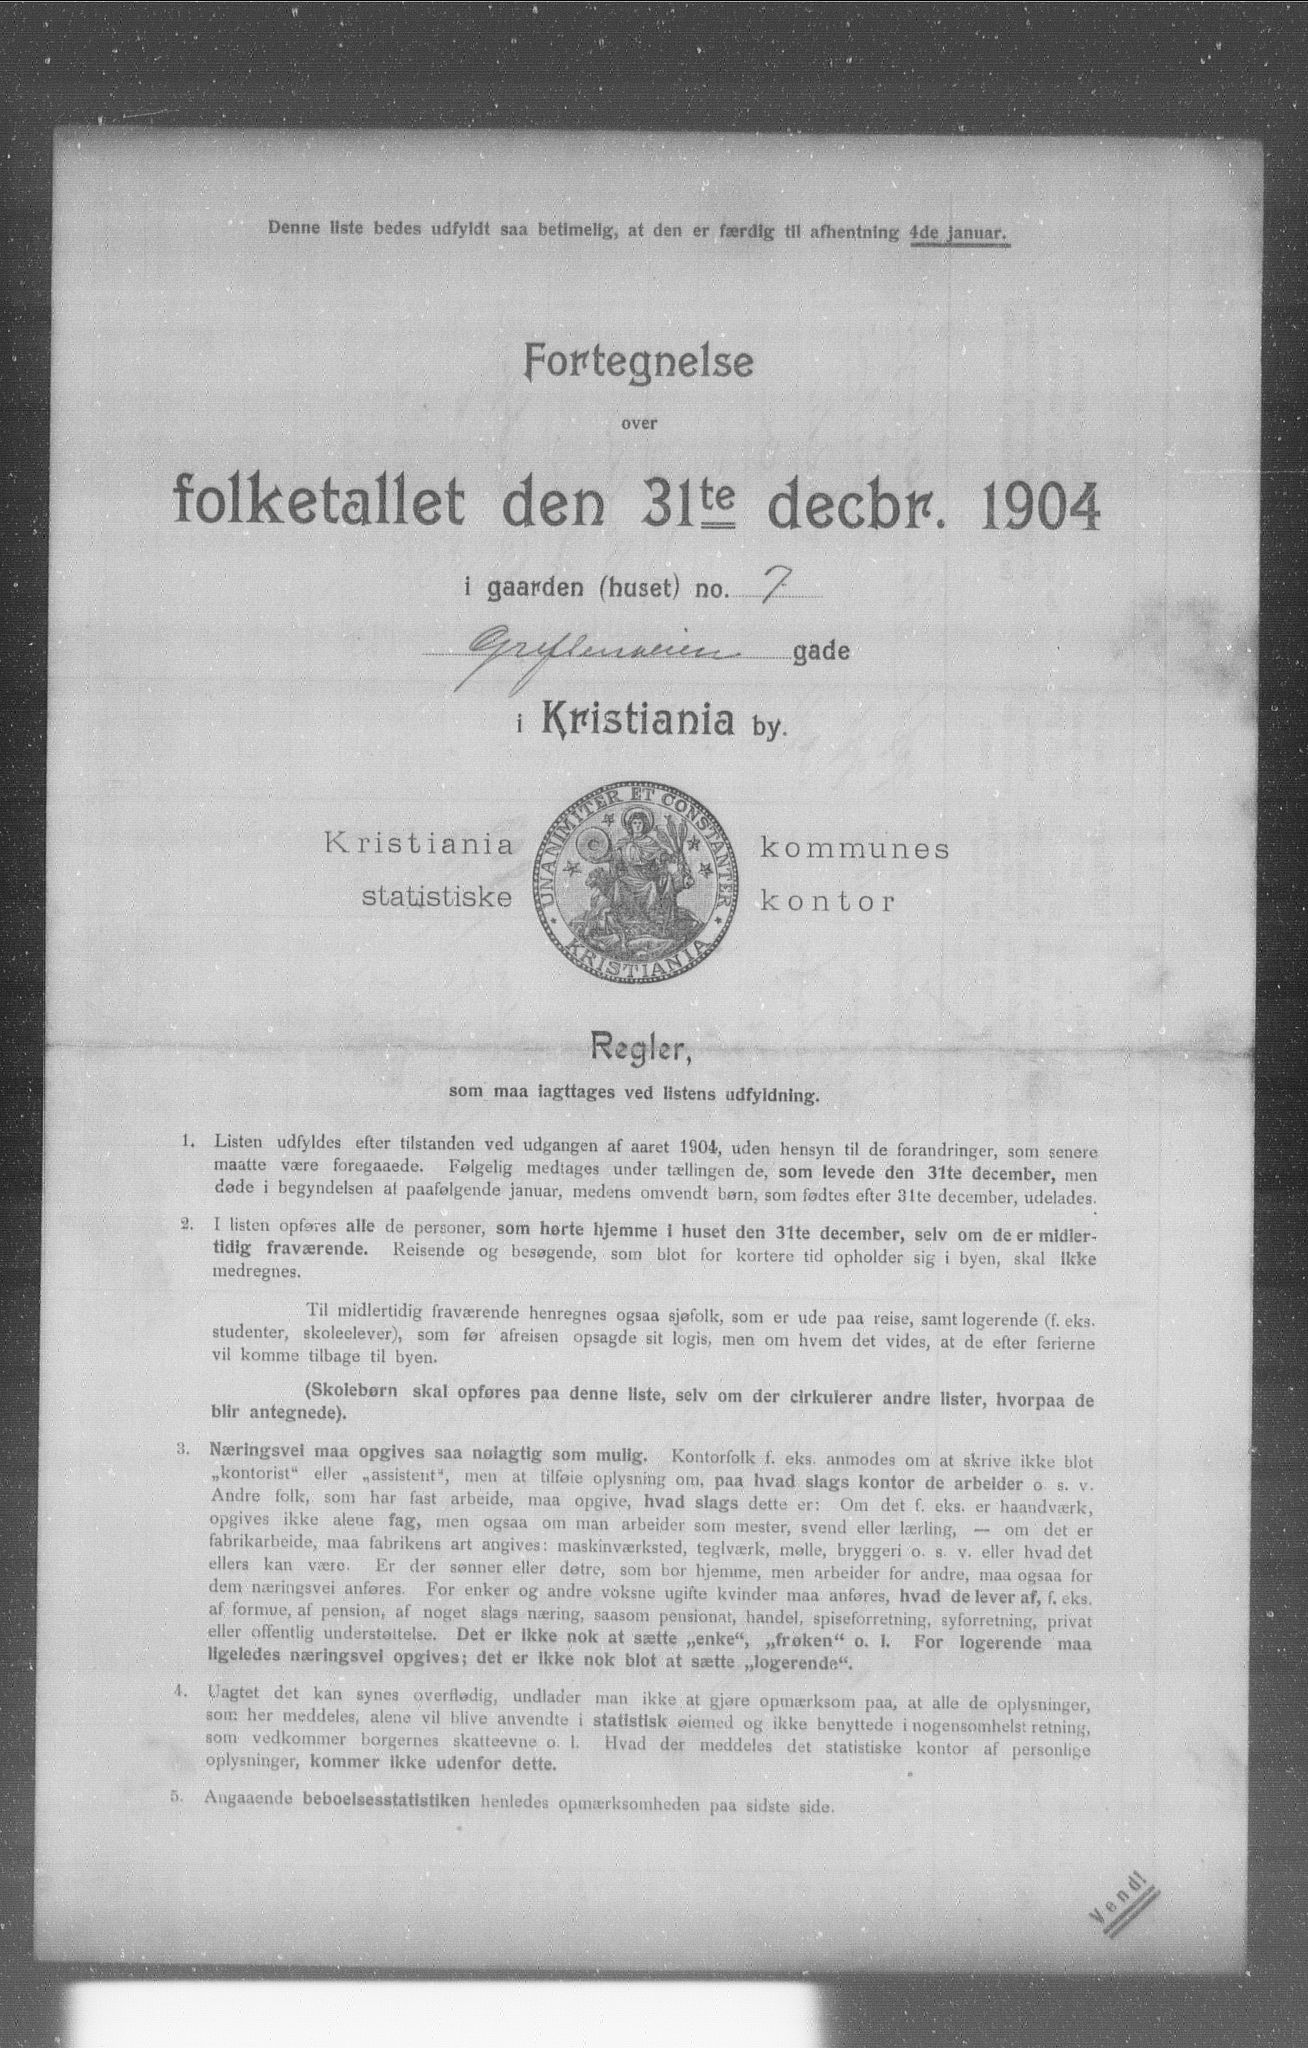 Denne liste bedes udfyldt saa betimelig, at den er færdig til afhentning 4de januar.
Fortegnelse
over
folketallet den 31te decbr. 1904
i gaarden (huset) no. 7
Grefsenveien gade
i Kristiania by.
Kristiania kommunes
statistiske kontor
UNANIMITER ET CONSTANTER
KRISTIANIA
Regler,
som maa iagttages ved listens udfyldning.
1. Listen udfyldes efter tilstanden ved udgangen af aaret 1904, uden hensyn til de forandringer, som senere
maatte være foregaaede. Følgelig medtages under tællingen de, som levede den 31te december, men
døde i begyndelsen af paafølgende januar, medens omvendt børn, som fødtes efter 31te december, udelades.
2. I listen opføres alle de personer, som hørte hjemme i huset den 31te december, selv om de er midler-
tidig fraværende. Reisende og besøgende, som blot for kortere tid opholder sig i byen, skal ikke
medregnes.
Til midlertidig fraværende henregnes ogsaa sjøfolk, som er ude paa reise, samt logerende (f. eks.
studenter, skoleelever), som før afreisen opsagde sit logis, men om hvem det vides, at de efter ferierne
vil komme tilbage til byen.
(Skolebørn skal opføres paa denne liste, selv om der cirkulerer andre lister, hvorpaa de
blir antegnede).
3. Næringsvei maa opgives saa nøiagtig som mulig. Kontorfolk f. eks. anmodes om at skrive ikke blot
„kontorist“ eller „assistent“, men at tilføie oplysning om, paa hvad slags kontor de arbeider o. s. v.
Andre folk, som har fast arbeide, maa opgive, hvad slags dette er: Om det f. eks. er haandværk,
opgives ikke alene fag, men ogsaa om man arbeider som mester, svend eller lærling, — om det er
fabrikarbeide, maa fabrikens art angives: maskinværksted, teglværk, mølle, bryggeri o. s. v. eller hvad det
ellers kan være. Er der sønner eller døtre, som bor hjemme, men arbeider for andre, maa ogsaa for
dem næringsvei anføres. For enker og andre voksne ugifte kvinder maa anføres, hvad de lever af, f. eks.
af formue, af pension, af noget slags næring, saasom pensionat, handel, spiseforretning, syforretning, privat
eller offentlig understøttelse. Det er ikke nok at sætte „enke“, „frøken“ o. l. For logerende maa
ligeledes næringsvei opgives; det er ikke nok blot at sætte „logerende“.
4. Uagtet det kan synes overflødig, undlader man ikke at gjøre opmærksom paa, at alle de oplysninger,
som her meddeles, alene vil blive anvendte i statistisk øiemed og ikke benyttede i nogensomhelst retning,
som vedkommer borgernes skatteevne o. l. Hvad der meddeles det statistiske kontor af personlige
oplysninger, kommer ikke udenfor dette.
5. Angaaende beboelsesstatistiken henledes opmærksomheden paa sidste side.
Vend!